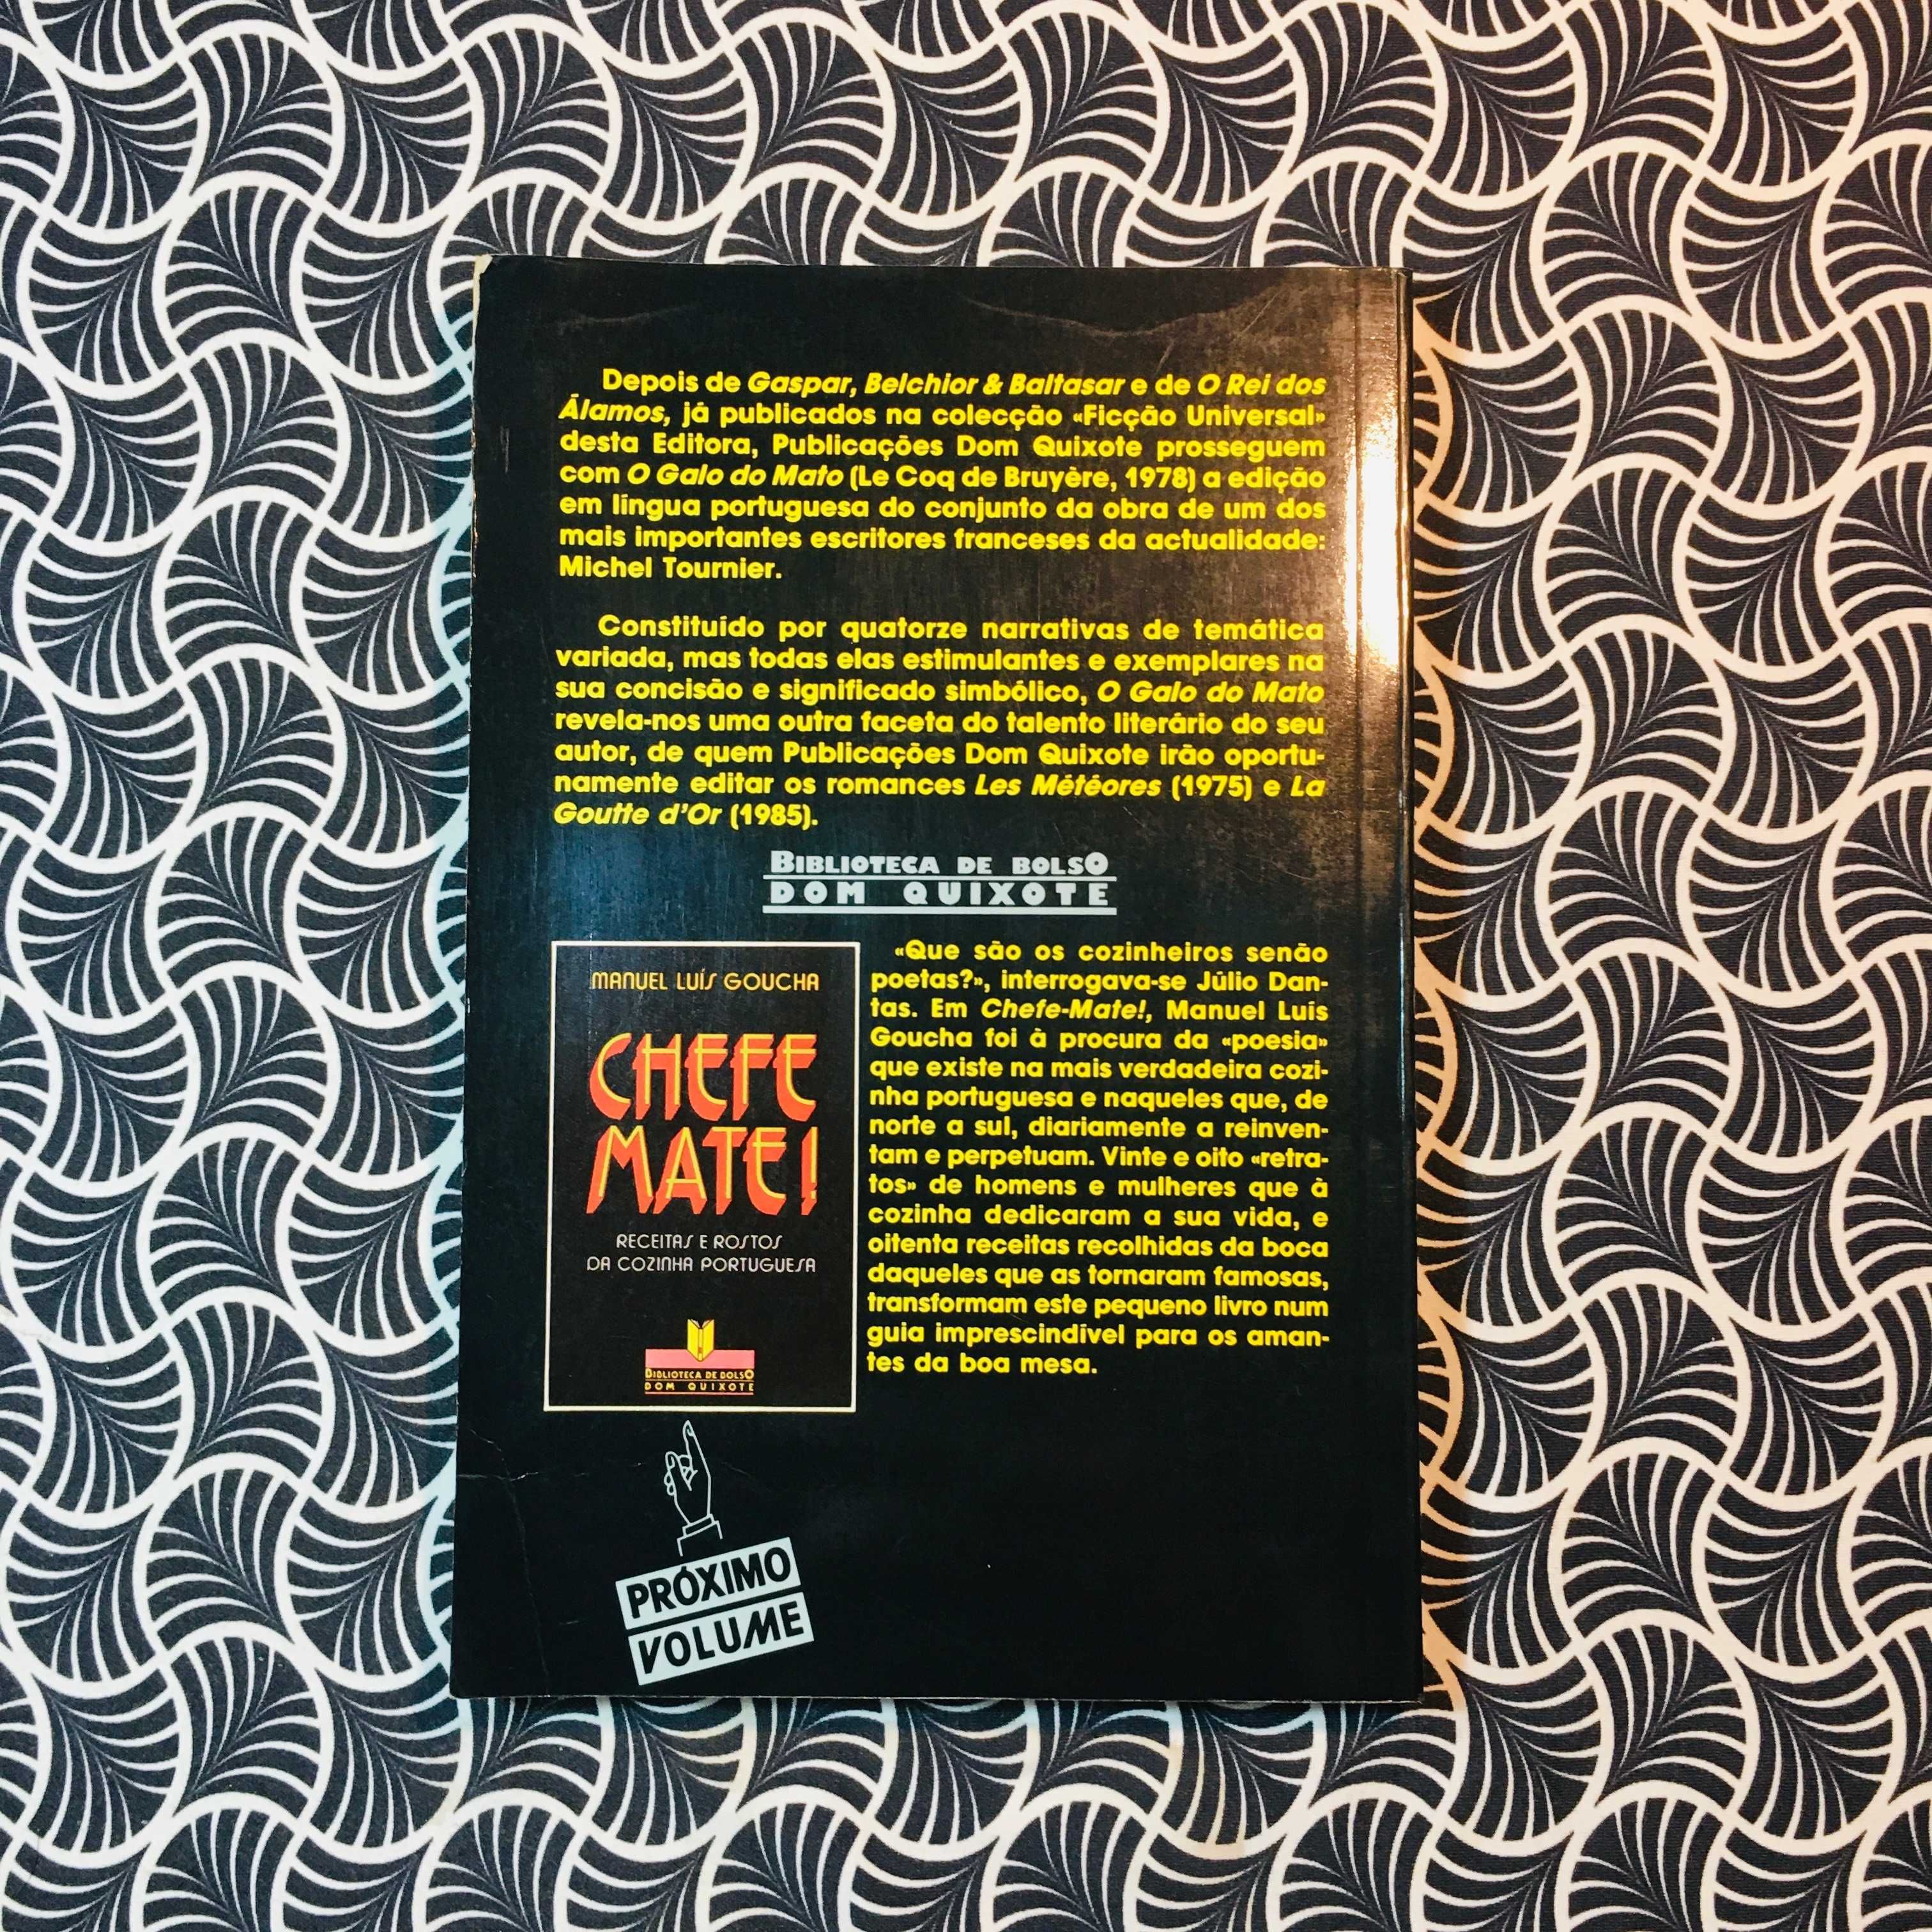 Depois de Gaspar, Belchior & Baltasar e de O Rei dos
Álamos, já publicados na colecção «Ficção Universal»
desta Editora, Publicações Dom Quixote prosseguem
com O Galo do Mato (Le Coq de Bruyère, 1978) a edição
em língua portuguesa do conjunto da obra de um dos
mais importantes escritores franceses da actualidade:
Michel Tournier.
Constituído por quatorze narrativas de temática
variada, mas todas elas estimulantes e exemplares na
sua concisão e significado simbólico, O Galo do Mato
revela-nos uma outra faceta do talento literário do seu
autor, de quem Publicações Dom Quixote irão oportu-
namente editar os romances Les Météores (1975) e La
Goutte d'Or (1985).
BIBLIOTECA DE BOLSO
DOM QUIXOTE
MANUEL LUÍS GOUCHA
CHEFE
MATE!
RECEITAS E ROSTOS
DA COZINHA PORTUGUESA
BIBLIOTECA DE BOLSO
DOM QUIXOTE
«Que são os cozinheiros senão
poetas?», interrogava-se Júlio Dan-
tas. Em Chefe-Mate!, Manuel Luís
Goucha foi à procura da «poesia»
que existe na mais verdadeira cozi-
nha portuguesa e naqueles que, de
norte a sul, diariamente a reinven-
tam e perpetuam. Vinte e oito «retra-
tos» de homens e mulheres que à
cozinha dedicaram a sua vida, e
oitenta receitas recolhidas da boca
daqueles que as tornaram famosas,
transformam este pequeno livro num
guia imprescindível para os aman-
tes da boa mesa.
PRÓXIMO
VOLUME